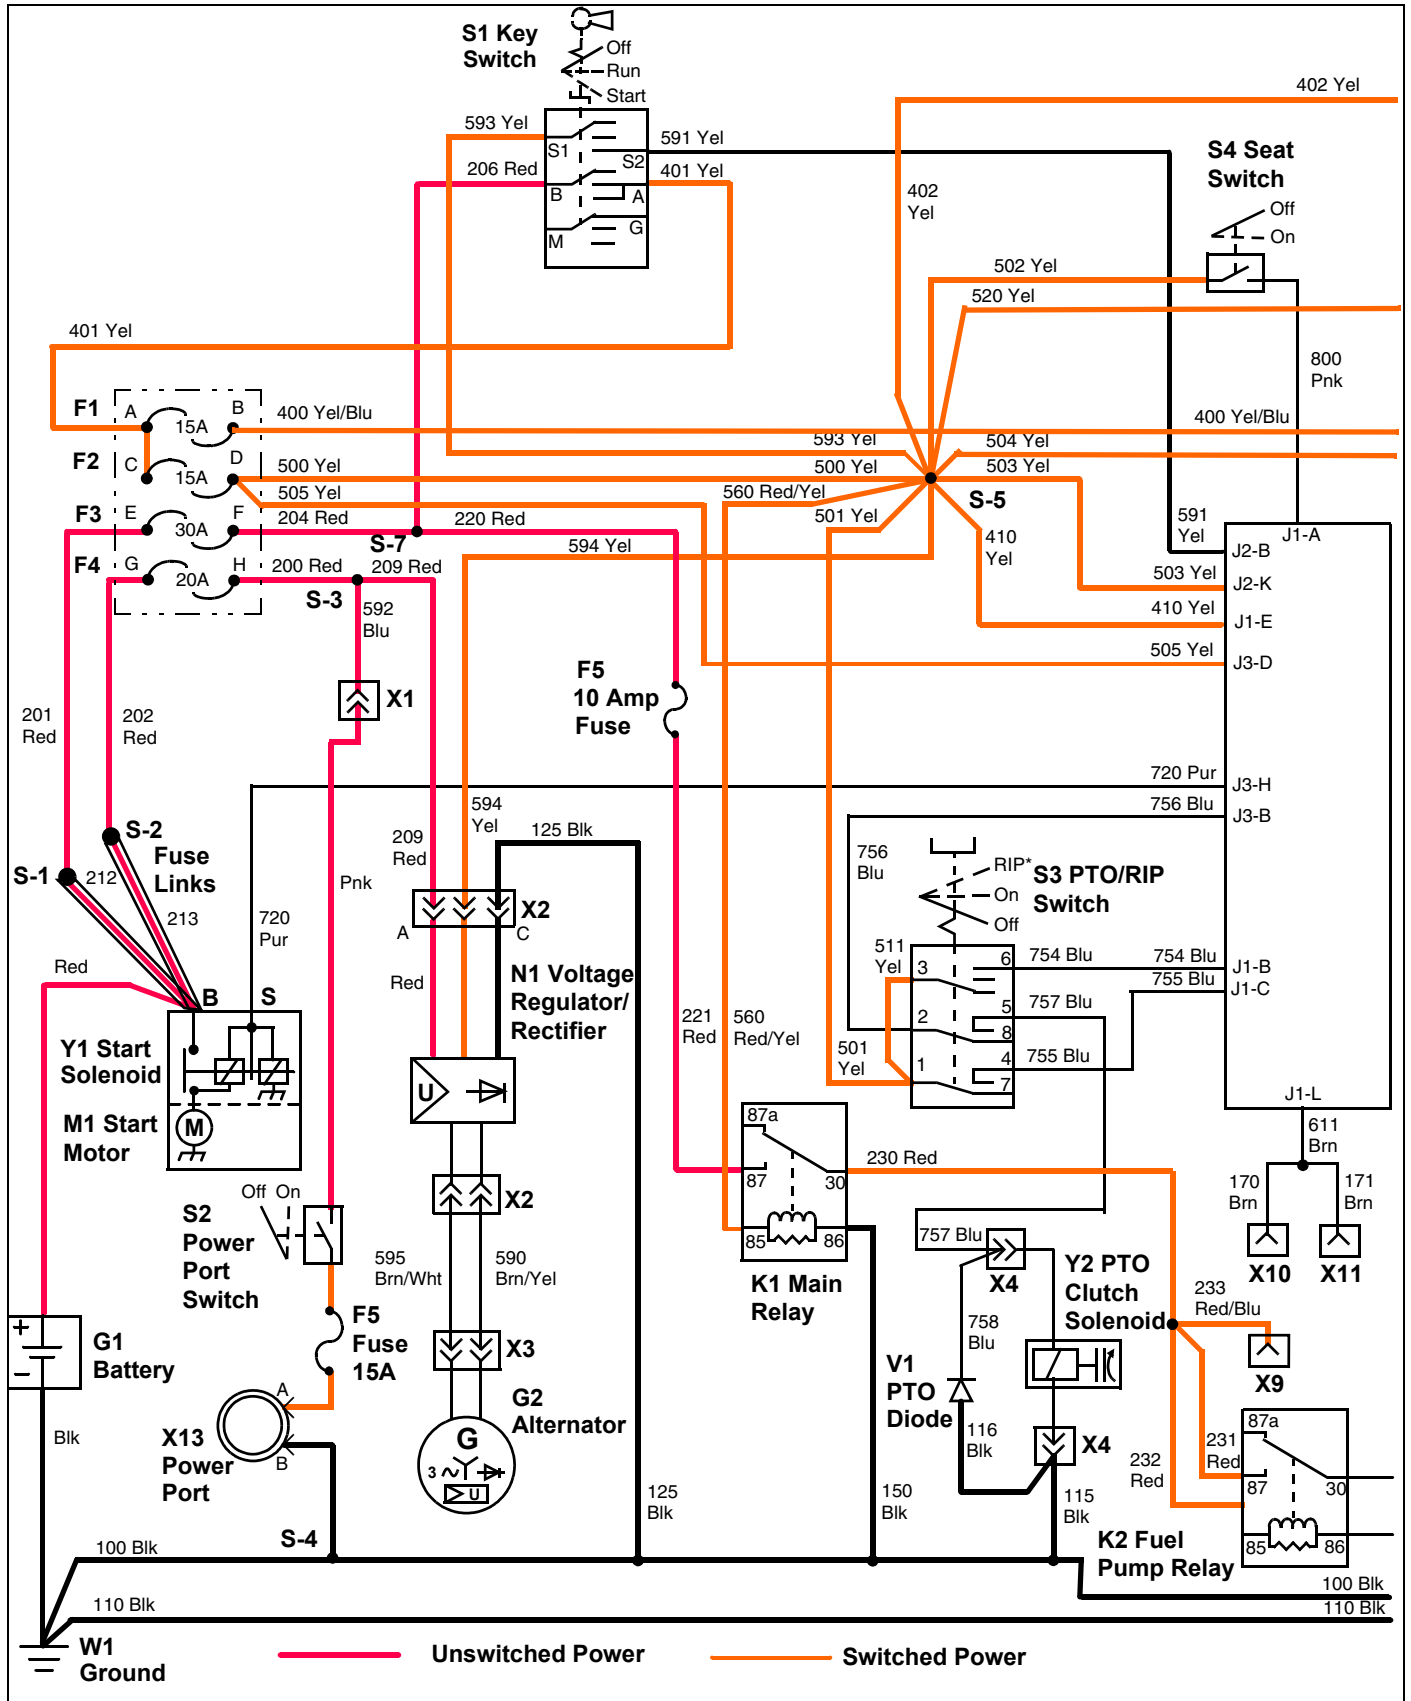 S1 Key
Switch
Off
Run
Start
402 Yel
593 Yel
591 Yel
S1
S2
206 Red
401 Yel
B
A
M
G
S4 Seat
Switch
Off
On
402
Yel
502 Yel
520 Yel
401 Yel
800
Pnk
F1
A
15A
B
400 Yel/Blu
400 Yel/Blu
593 Yel
504 Yel
F2
C
15A
D
500 Yel
500 Yel
503 Yel
505 Yel
560 Red/Yel
S-5
F3
E
30A
F
204 Red
220 Red
501 Yel
S-7
594 Yel
410
Yel
591
Yel
J1-A
J2-B
F4
G
20A
H
200 Red
209 Red
S-3
503 Yel
J2-K
592
Blu
410 Yel
J1-E
505 Yel
J3-D
F5
10 Amp
Fuse
X1
201
Red
202
Red
720 Pur
J3-H
756 Blu
J3-B
594
Yel
125 Blk
S-2
Fuse
Links
209
Red
756
Blu
RIP*
On
Off
S3 PTO/RIP
Switch
S-1
212
Pnk
213
720
Pur
X2
A
C
511
Yel
3
6
754 Blu
754 Blu
J1-B
755 Blu
J1-C
Red
Red
N1 Voltage
Regulator/
Rectifier
B
S
5
757 Blu
2
8
221
Red
560
Red/Yel
501
Yel
1
4
755 Blu
7
Y1 Start
Solenoid
U
J1-L
M1 Start
Motor
M
87a
87
30
85
86
230 Red
611
Brn
170
Brn
171
Brn
X10
X11
Off On
S2
Power
Port
Switch
X2
757 Blu
X4
Y2 PTO
Clutch
Solenoid
595
Brn/Wht
590
Brn/Yel
K1 Main
Relay
233
Red/Blu
F5
Fuse
15A
758
Blu
X3
G1
Battery
+
–
V1
PTO
Diode
X9
G2
Alternator
A
B
X13
Power
Port
Blk
G
3
U
116
Blk
X4
87a
231
Red
232
Red
87
30
125
Blk
150
Blk
115
Blk
K2 Fuel
Pump Relay
85
86
S-4
100 Blk
100 Blk
110 Blk
110 Blk
W1
Ground
Unswitched Power
Switched Power